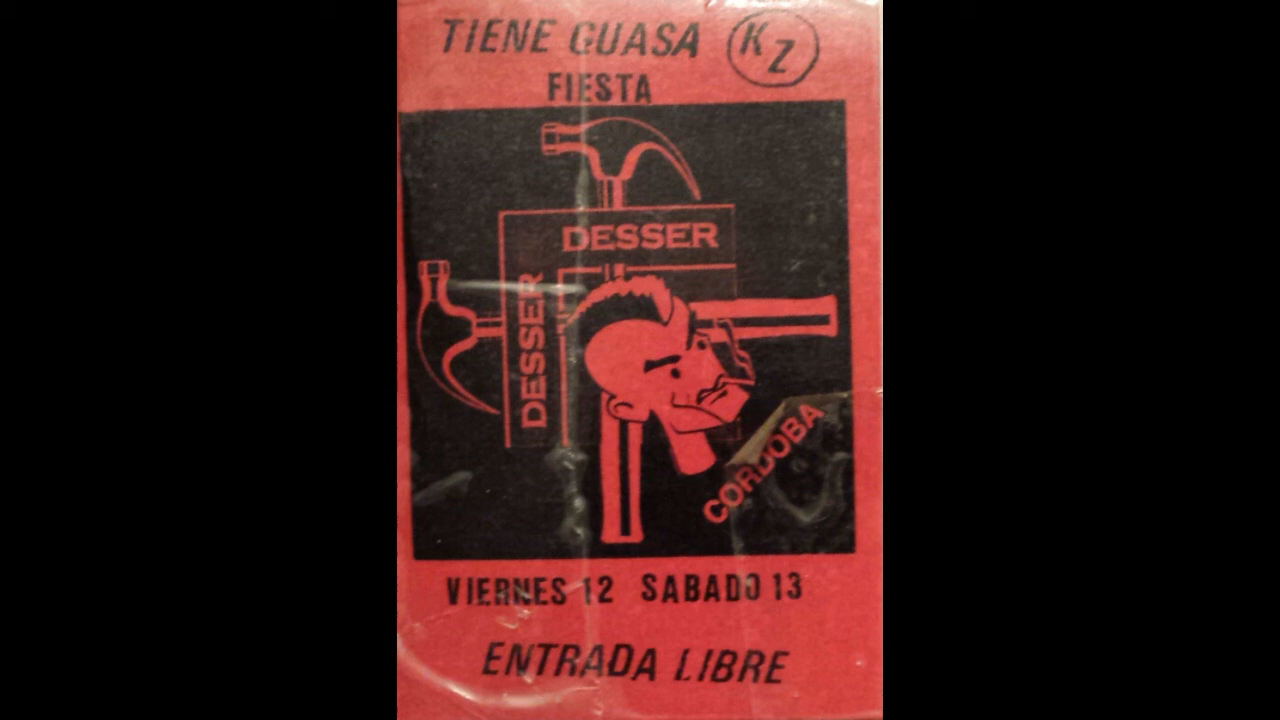 TIENE GUASA KZ
FIESTA
DESSER
DESSER
CORDOBA
VIERNES 12 SABADO 13
ENTRADA LIBRE